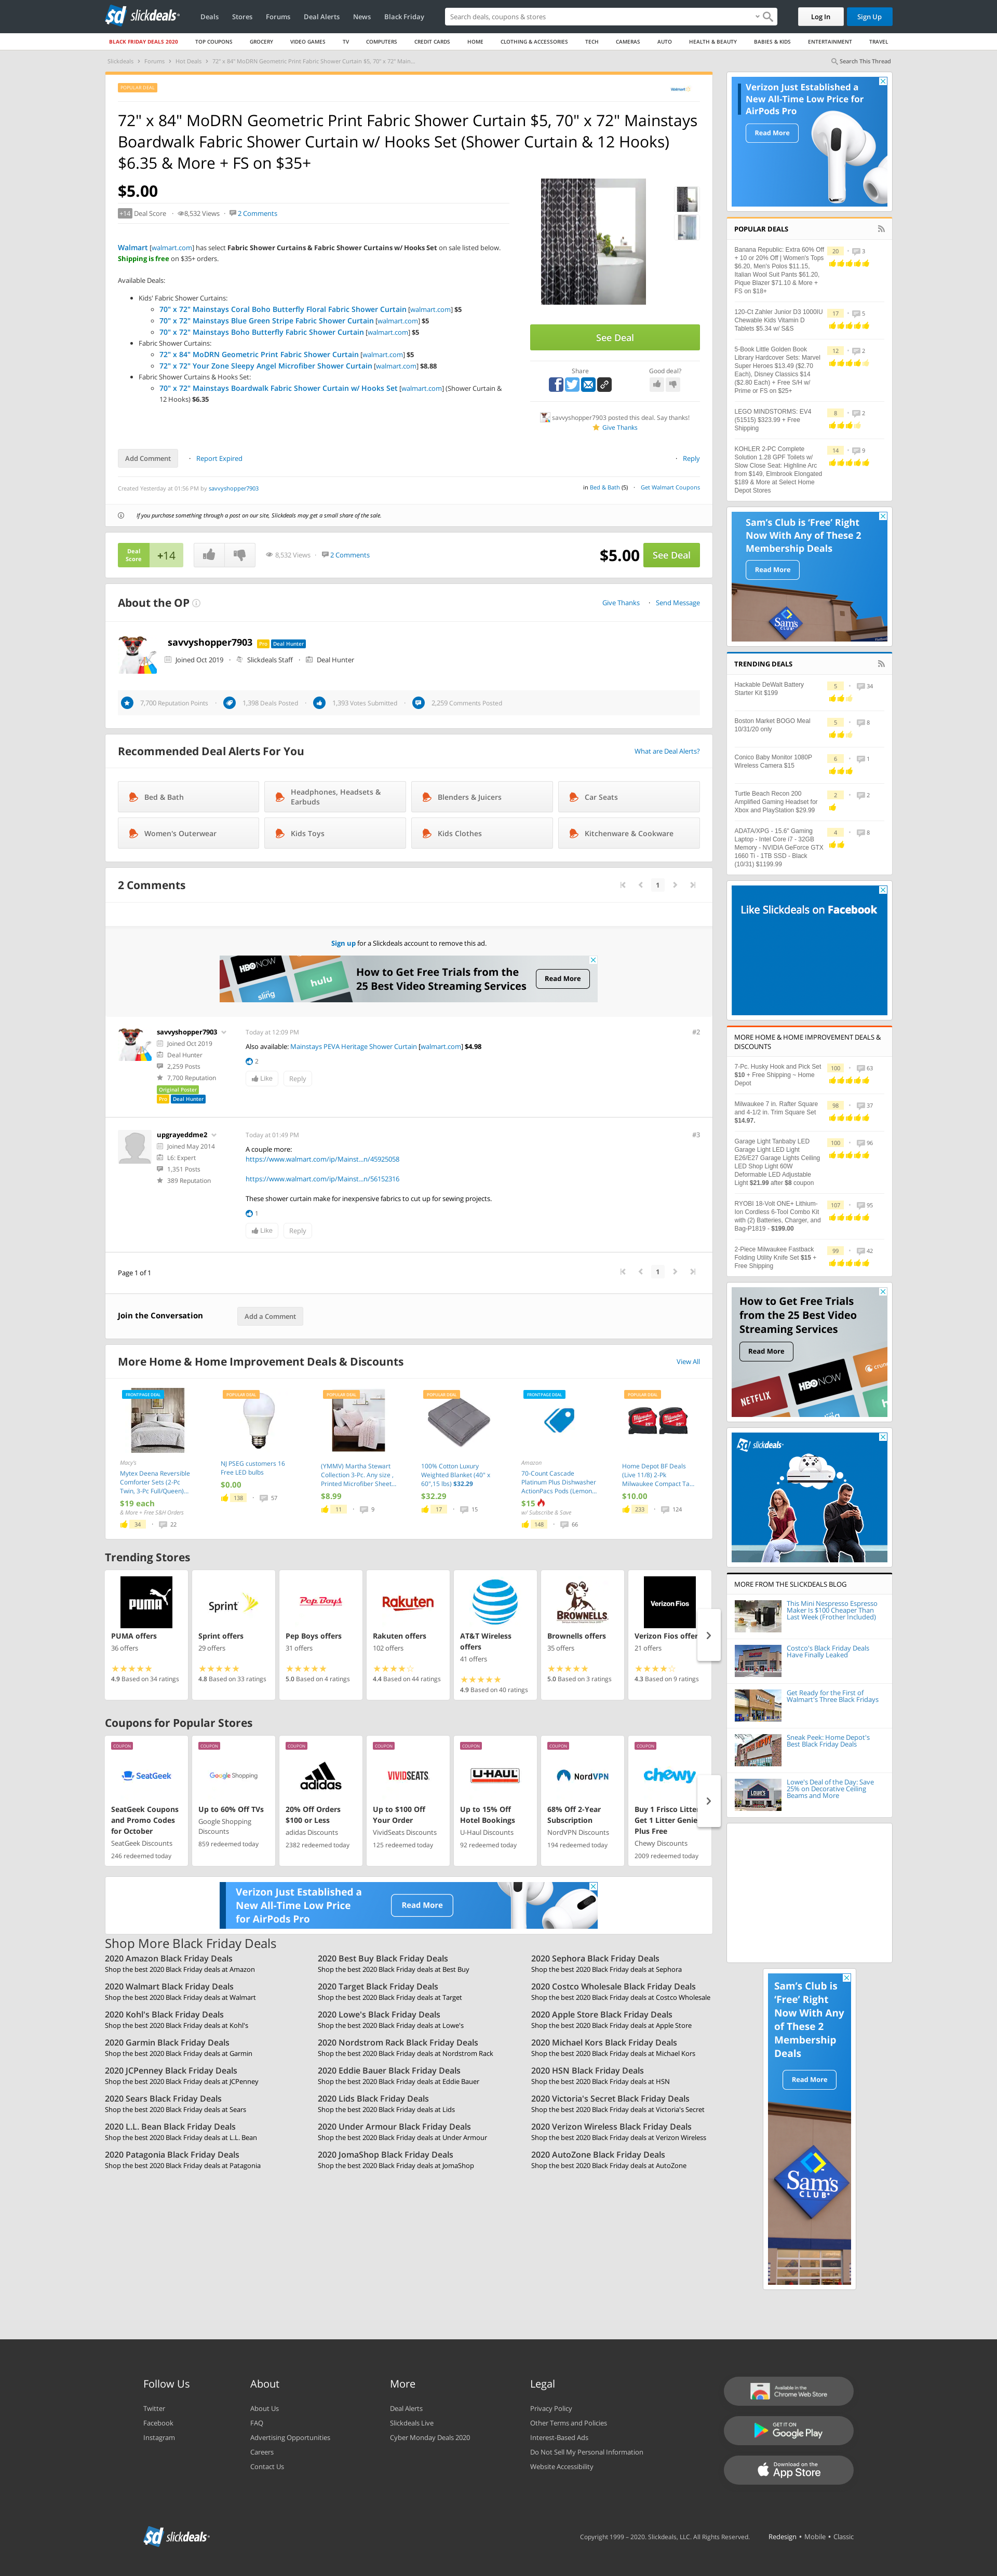 slickdeals
Deals Stores Forums Deal Alerts News Black Friday
Search deals, coupons & stores
Log In Sign Up
BLACK FRIDAY DEALS 2020 TOP COUPONS GROCERY VIDEO GAMES TV COMPUTERS CREDIT CARDS HOME CLOTHING & ACCESSORIES TECH CAMERAS AUTO HEALTH & BEAUTY BABIES & KIDS ENTERTAINMENT TRAVEL
Slickdeals Forums Hot Deals 72" x 84" MoDRN Geometric Print Fabric Shower Curtain $5, 70" x 72" Main...
Search This Thread
POPULAR DEAL
Walmart
72" x 84" MoDRN Geometric Print Fabric Shower Curtain $5, 70" x 72" Mainstays
Boardwalk Fabric Shower Curtain w/ Hooks Set (Shower Curtain & 12 Hooks)
$6.35 & More + FS on $35+
$5.00
+14 Deal Score · 8,532 Views · 2 Comments
Walmart [walmart.com] has select Fabric Shower Curtains & Fabric Shower Curtains w/ Hooks Set on sale listed below.
Shipping is free on $35+ orders.
Available Deals:
• Kids' Fabric Shower Curtains:
70" x 72" Mainstays Coral Boho Butterfly Floral Fabric Shower Curtain [walmart.com] $5
70" x 72" Mainstays Blue Green Stripe Fabric Shower Curtain [walmart.com] $5
70" x 72" Mainstays Boho Butterfly Fabric Shower Curtain [walmart.com] $5
• Fabric Shower Curtains:
72" x 84" MoDRN Geometric Print Fabric Shower Curtain [walmart.com] $5
72" x 72" Your Zone Sleepy Angel Microfiber Shower Curtain [walmart.com] $8.88
• Fabric Shower Curtains & Hooks Set:
70" x 72" Mainstays Boardwalk Fabric Shower Curtain w/ Hooks Set [walmart.com] (Shower Curtain &
12 Hooks) $6.35
See Deal
Share Good deal?
savvyshopper7903 posted this deal. Say thanks!
Give Thanks
Add Comment · Report Expired · Reply
Created Yesterday at 01:56 PM by savvyshopper7903
in Bed & Bath (5) · Get Walmart Coupons
If you purchase something through a post on our site, Slickdeals may get a small share of the sale.
Deal Score +14
8,532 Views · 2 Comments
$5.00 See Deal
About the OP
Give Thanks · Send Message
savvyshopper7903 Pro Deal Hunter
Joined Oct 2019 · Slickdeals Staff · Deal Hunter
7,700 Reputation Points · 1,398 Deals Posted · 1,393 Votes Submitted · 2,259 Comments Posted
Recommended Deal Alerts For You
What are Deal Alerts?
Bed & Bath
Headphones, Headsets & Earbuds
Blenders & Juicers
Car Seats
Women's Outerwear
Kids Toys
Kids Clothes
Kitchenware & Cookware
2 Comments
1
Sign up for a Slickdeals account to remove this ad.
HBO NOW
sling
hulu
How to Get Free Trials from the
25 Best Video Streaming Services
Read More
savvyshopper7903
Joined Oct 2019
Deal Hunter
2,259 Posts
7,700 Reputation
Original Poster
Pro Deal Hunter
Today at 12:09 PM
#2
Also available: Mainstays PEVA Heritage Shower Curtain [walmart.com] $4.98
2
Like Reply
upgrayeddme2
Joined May 2014
L6: Expert
1,351 Posts
389 Reputation
Today at 01:49 PM
#3
A couple more:
https://www.walmart.com/ip/Mainst...n/45925058
https://www.walmart.com/ip/Mainst...n/56152316
These shower curtain make for inexpensive fabrics to cut up for sewing projects.
1
Like Reply
Page 1 of 1
1
Join the Conversation
Add a Comment
More Home & Home Improvement Deals & Discounts
View All
FRONTPAGE DEAL
Macy's
Mytex Deena Reversible
Comforter Sets (2-Pc
Twin, 3-Pc Full/Queen)...
$19 each
& More + Free S&H Orders
34 · 22
POPULAR DEAL
NJ PSEG customers 16
Free LED bulbs
$0.00
138 · 57
POPULAR DEAL
(YMMV) Martha Stewart
Collection 3-Pc. Any size ,
Printed Microfiber Sheet...
$8.99
11 · 9
POPULAR DEAL
100% Cotton Luxury
Weighted Blanket (40" x
60",15 lbs) $32.29
$32.29
17 · 15
FRONTPAGE DEAL
Amazon
70-Count Cascade
Platinum Plus Dishwasher
ActionPacs Pods (Lemon...
$15
w/ Subscribe & Save
148 · 66
POPULAR DEAL
Home Depot BF Deals
(Live 11/8) 2-Pk
Milwaukee Compact Ta...
$10.00
233 · 124
Trending Stores
PUMA
PUMA offers
36 offers
4.9 Based on 34 ratings
Sprint
Sprint offers
29 offers
4.8 Based on 33 ratings
Pep Boys
Pep Boys offers
31 offers
5.0 Based on 4 ratings
Rakuten
Rakuten offers
102 offers
4.4 Based on 44 ratings
AT&T Wireless
offers
41 offers
4.9 Based on 40 ratings
BROWNELLS
Brownells offers
35 offers
5.0 Based on 3 ratings
Verizon Fios
Verizon Fios offer
21 offers
4.3 Based on 9 ratings
Coupons for Popular Stores
COUPON
SeatGeek
SeatGeek Coupons
and Promo Codes
for October
SeatGeek Discounts
246 redeemed today
COUPON
Google Shopping
Up to 60% Off TVs
Google Shopping
Discounts
859 redeemed today
COUPON
adidas
20% Off Orders
$100 or Less
adidas Discounts
2382 redeemed today
COUPON
VIVIDSEATS
Up to $100 Off
Your Order
VividSeats Discounts
125 redeemed today
COUPON
U-HAUL
Up to 15% Off
Hotel Bookings
U-Haul Discounts
92 redeemed today
COUPON
NordVPN
68% Off 2-Year
Subscription
NordVPN Discounts
194 redeemed today
COUPON
chewy
Buy 1 Frisco Litter
Get 1 Litter Genie
Plus Free
Chewy Discounts
2009 redeemed today
Verizon Just Established a
New All-Time Low Price
for AirPods Pro
Read More
Shop More Black Friday Deals
2020 Amazon Black Friday Deals
Shop the best 2020 Black Friday deals at Amazon
2020 Best Buy Black Friday Deals
Shop the best 2020 Black Friday deals at Best Buy
2020 Sephora Black Friday Deals
Shop the best 2020 Black Friday deals at Sephora
2020 Walmart Black Friday Deals
Shop the best 2020 Black Friday deals at Walmart
2020 Target Black Friday Deals
Shop the best 2020 Black Friday deals at Target
2020 Costco Wholesale Black Friday Deals
Shop the best 2020 Black Friday deals at Costco Wholesale
2020 Kohl's Black Friday Deals
Shop the best 2020 Black Friday deals at Kohl's
2020 Lowe's Black Friday Deals
Shop the best 2020 Black Friday deals at Lowe's
2020 Apple Store Black Friday Deals
Shop the best 2020 Black Friday deals at Apple Store
2020 Garmin Black Friday Deals
Shop the best 2020 Black Friday deals at Garmin
2020 Nordstrom Rack Black Friday Deals
Shop the best 2020 Black Friday deals at Nordstrom Rack
2020 Michael Kors Black Friday Deals
Shop the best 2020 Black Friday deals at Michael Kors
2020 JCPenney Black Friday Deals
Shop the best 2020 Black Friday deals at JCPenney
2020 Eddie Bauer Black Friday Deals
Shop the best 2020 Black Friday deals at Eddie Bauer
2020 HSN Black Friday Deals
Shop the best 2020 Black Friday deals at HSN
2020 Sears Black Friday Deals
Shop the best 2020 Black Friday deals at Sears
2020 Lids Black Friday Deals
Shop the best 2020 Black Friday deals at Lids
2020 Victoria's Secret Black Friday Deals
Shop the best 2020 Black Friday deals at Victoria's Secret
2020 L.L. Bean Black Friday Deals
Shop the best 2020 Black Friday deals at L.L. Bean
2020 Under Armour Black Friday Deals
Shop the best 2020 Black Friday deals at Under Armour
2020 Verizon Wireless Black Friday Deals
Shop the best 2020 Black Friday deals at Verizon Wireless
2020 Patagonia Black Friday Deals
Shop the best 2020 Black Friday deals at Patagonia
2020 JomaShop Black Friday Deals
Shop the best 2020 Black Friday deals at JomaShop
2020 AutoZone Black Friday Deals
Shop the best 2020 Black Friday deals at AutoZone
Verizon Just Established a
New All-Time Low Price for
AirPods Pro
Read More
POPULAR DEALS
Banana Republic: Extra 60% Off
+ 10 or 20% Off | Women's Tops
$6.20, Men's Polos $11.15,
Italian Wool Suit Pants $61.20,
Pique Blazer $71.10 & More +
FS on $18+
20 · 3
120-Ct Zahler Junior D3 1000IU
Chewable Kids Vitamin D
Tablets $5.34 w/ S&S
17 · 5
5-Book Little Golden Book
Library Hardcover Sets: Marvel
Super Heroes $13.49 ($2.70
Each), Disney Classics $14
($2.80 Each) + Free S/H w/
Prime or FS on $25+
12 · 2
LEGO MINDSTORMS: EV4
(51515) $323.99 + Free
Shipping
8 · 2
KOHLER 2-PC Complete
Solution 1.28 GPF Toilets w/
Slow Close Seat: Highline Arc
from $149, Elmbrook Elongated
$189 & More at Select Home
Depot Stores
14 · 9
Sam's Club is 'Free' Right
Now With Any of These 2
Membership Deals
Read More
Sam's CLUB
TRENDING DEALS
Hackable DeWalt Battery
Starter Kit $199
5 · 34
Boston Market BOGO Meal
10/31/20 only
5 · 8
Contco Baby Monitor 1080P
Wireless Camera $15
6 · 1
Turtle Beach Recon 200
Amplified Gaming Headset for
Xbox and PlayStation $29.99
2 · 2
ADATA/XPG - 15.6" Gaming
Laptop - Intel Core i7 - 32GB
Memory - NVIDIA GeForce GTX
1660 Ti - 1TB SSD - Black
(10/31) $1199.99
4 · 8
Like Slickdeals on Facebook
MORE HOME & HOME IMPROVEMENT DEALS &
DISCOUNTS
7-Pc. Husky Hook and Pick Set
$10 + Free Shipping ~ Home
Depot
100 · 63
Milwaukee 7 in. Rafter Square
and 4-1/2 in. Trim Square Set
$14.97.
98 · 37
Garage Light Tanbaby LED
Garage Light LED Light
E26/E27 Garage Lights Ceiling
LED Shop Light 60W
Deformable LED Adjustable
Light $21.99 after $8 coupon
100 · 96
RYOBI 18-Volt ONE+ Lithium-
Ion Cordless 6-Tool Combo Kit
with (2) Batteries, Charger, and
Bag-P1819 - $199.00
107 · 95
2-Piece Milwaukee Fastback
Folding Utility Knife Set $15 +
Free Shipping
99 · 42
How to Get Free Trials
from the 25 Best Video
Streaming Services
Read More
NETFLIX
HBO NOW
hulu
crunchyroll
sling
slickdeals
MORE FROM THE SLICKDEALS BLOG
This Mini Nespresso Espresso
Maker Is $100 Cheaper Than
Last Week (Frother Included)
Costco's Black Friday Deals
Have Finally Leaked
Get Ready for the First of
Walmart's Three Black Fridays
Sneak Peek: Home Depot's
Best Black Friday Deals
Lowe's Deal of the Day: Save
25% on Decorative Ceiling
Beams and More
Sam's Club is
'Free' Right
Now With Any
of These 2
Membership
Deals
Read More
Sam's CLUB
Follow Us
Twitter
Facebook
Instagram
About
About Us
FAQ
Advertising Opportunities
Careers
Contact Us
More
Deal Alerts
Slickdeals Live
Cyber Monday Deals 2020
Legal
Privacy Policy
Other Terms and Policies
Interest-Based Ads
Do Not Sell My Personal Information
Website Accessibility
Available in the
Chrome Web Store
GET IT ON
Google Play
Download on the
App Store
slickdeals
Copyright 1999 – 2020. Slickdeals, LLC. All Rights Reserved. Redesign • Mobile • Classic